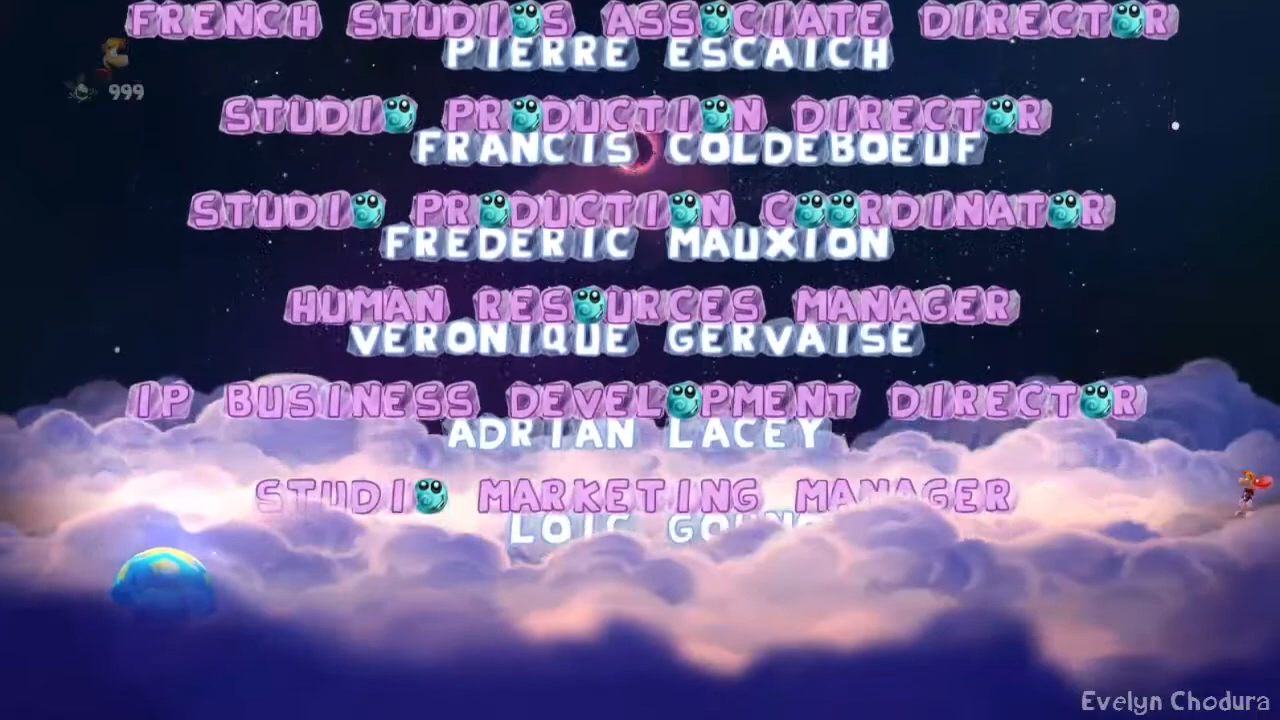 FRENCH STUDIOS ASSOCIATE DIRECTOR
PIERRE ESCAICH
999
STUDIO PRODUCTION DIRECTOR
FRANCIS COLDEBOEUF
STUDIO PRODUCTION COORDINATOR
FREDERIC MAUXION
HUMAN RESOURCES MANAGER
VERONIQUE GERVAISE
IP BUSINESS DEVELOPMENT DIRECTOR
ADRIAN LACEY
STUDIO MARKETING MANAGER
LOIC
Evelyn Chodura